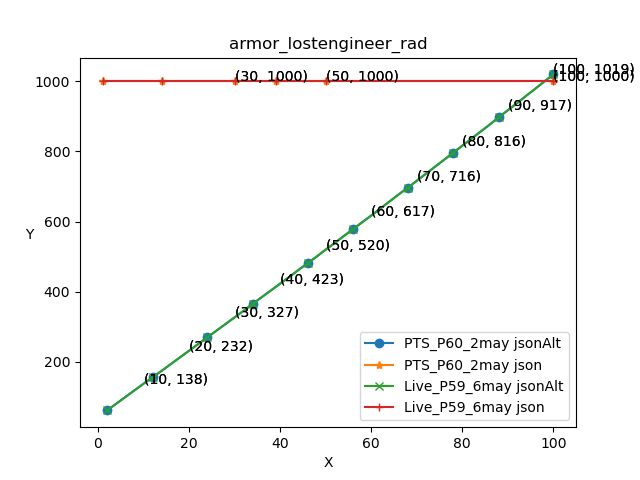 armor_lostengineer_rad
(100, 1019)
(100, 1000)
(30, 1000)
(50, 1000)
(90, 917)
(80, 816)
(70, 716)
(60, 617)
(50, 520)
(40, 423)
(30, 327)
(20, 232)
(10, 138)
1000
800
600
400
200
Y
PTS_P60_2may jsonAlt
PTS_P60_2may json
Live_P59_6may jsonAlt
Live_P59_6may json
0 20 40 60 80 100
X